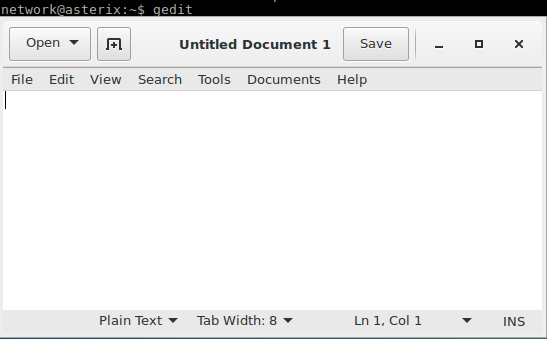 network@asterix:~$ gedit
Open Untitled Document 1 Save
File Edit View Search Tools Documents Help
Plain Text Tab Width: 8 Ln 1, Col 1 INS